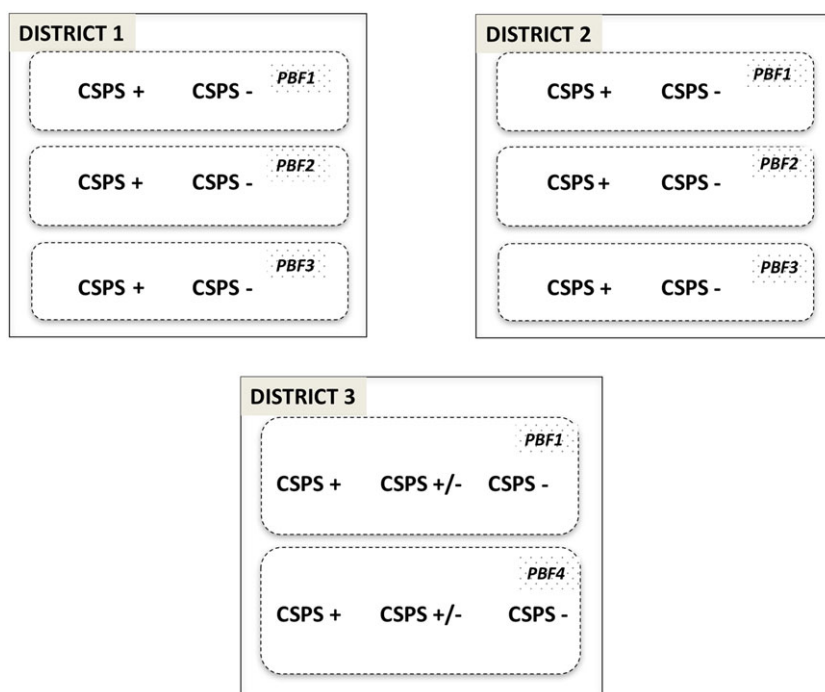 DISTRICT 1
PBF1
CSPS + CSPS -
PBF2
CSPS + CSPS -
PBF3
CSPS + CSPS -
DISTRICT 2
PBF1
CSPS + CSPS -
PBF2
CSPS + CSPS -
PBF3
CSPS + CSPS -
DISTRICT 3
PBF1
CSPS + CSPS +/- CSPS -
PBF4
CSPS + CSPS +/- CSPS -